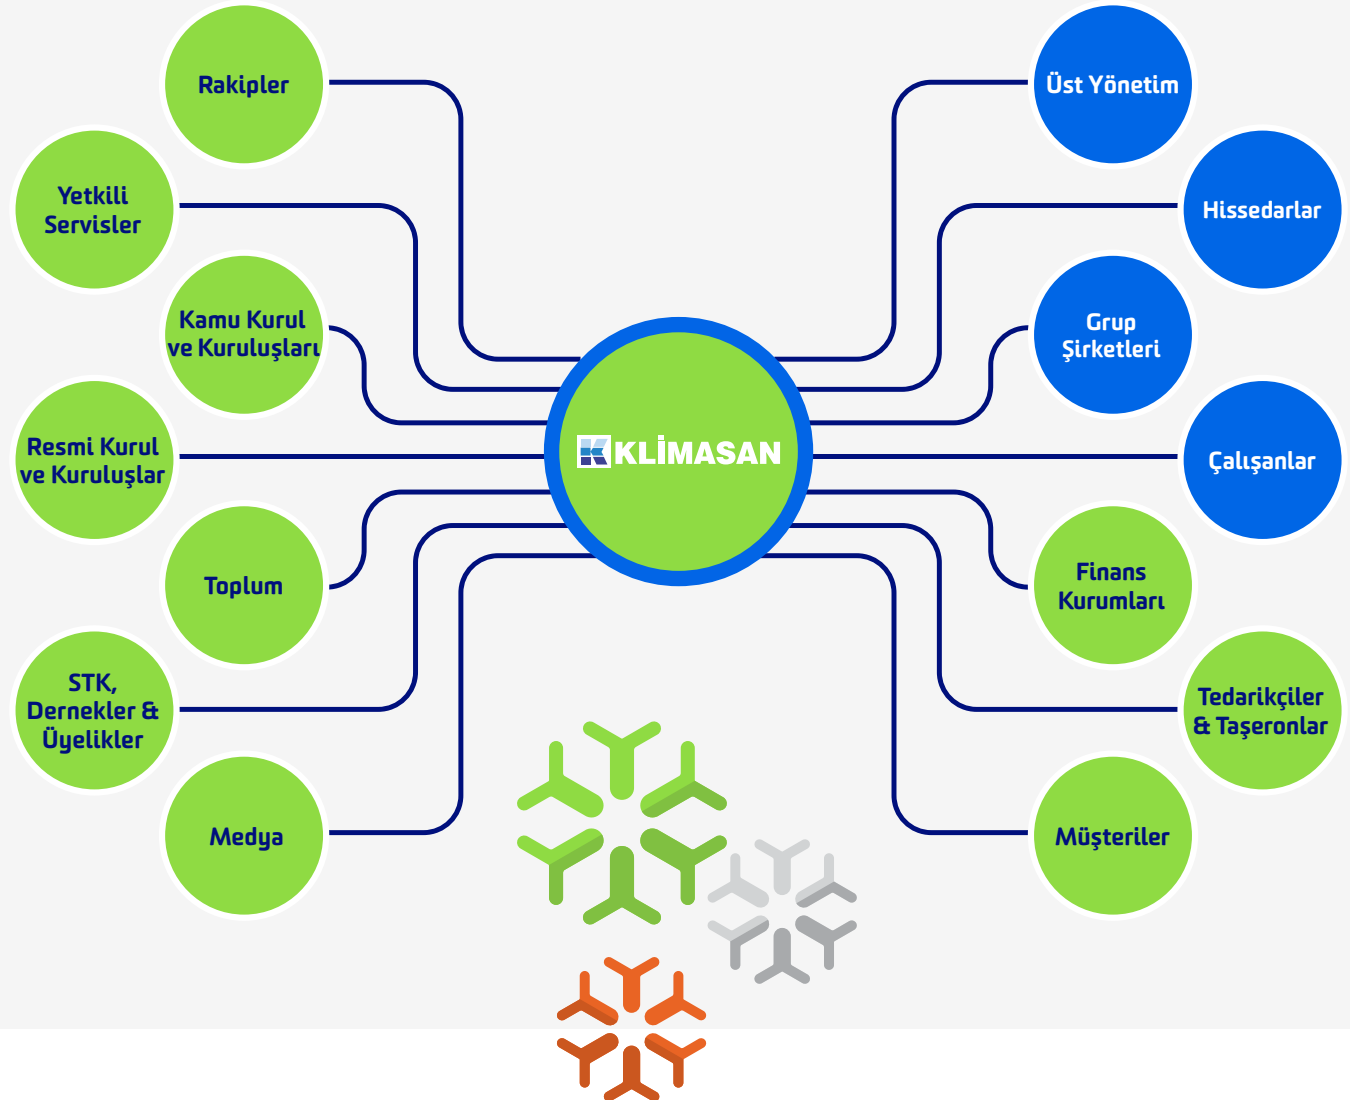 Rakipler
Yetkili
Servisler
Kamu Kurul
ve Kuruluşları
Resmi Kurul
ve Kuruluşlar
Toplum
STK,
Dernekler &
Üyelikler
Medya
KLİMASAN
Üst Yönetim
Hissedarlar
Grup
Şirketleri
Çalışanlar
Finans
Kurumları
Tedarikçiler
& Taşeronlar
Müşteriler